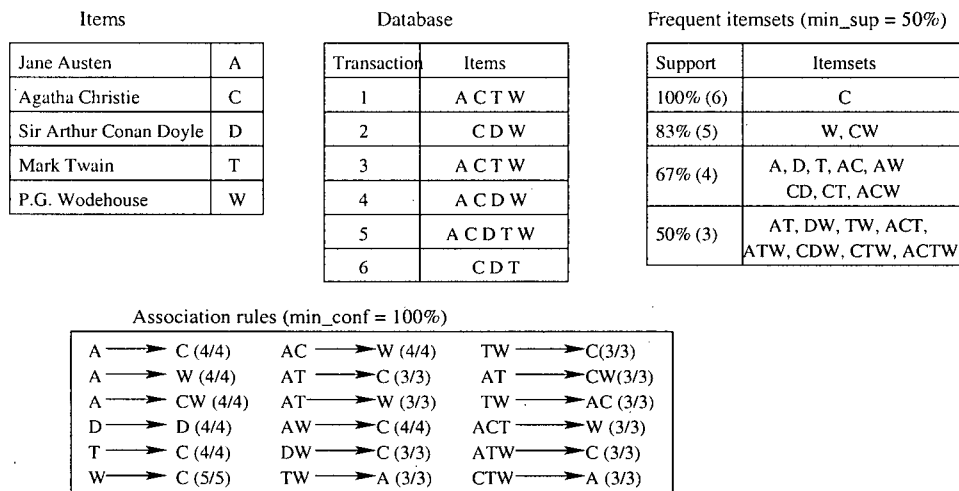 Items
Jane Austen A
Agatha Christie C
Sir Arthur Conan Doyle D
Mark Twain T
P.G. Wodehouse W
Database
Transaction Items
1 A C T W
2 C D W
3 A C T W
4 A C D W
5 A C D T W
6 C D T
Frequent itemsets (min_sup = 50%)
Support Itemsets
100% (6) C
83% (5) W, CW
67% (4) A, D, T, AC, AW
CD, CT, ACW
50% (3) AT, DW, TW, ACT,
ATW, CDW, CTW, ACTW
Association rules (min_conf = 100%)
A → C (4/4) AC → W (4/4) TW → C(3/3)
A → W (4/4) AT → C (3/3) AT → CW(3/3)
A → CW (4/4) AT → W (3/3) TW → AC (3/3)
D → D (4/4) AW → C (4/4) ACT → W (3/3)
T → C (4/4) DW → C (3/3) ATW → C (3/3)
W → C (5/5) TW → A (3/3) CTW → A (3/3)